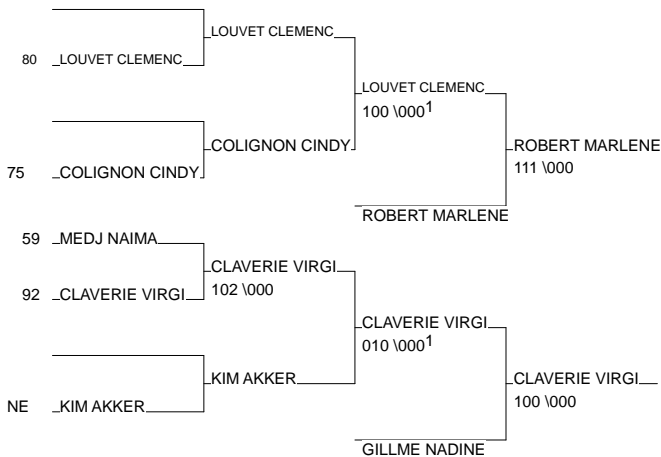 LOUVET CLEMENC
80 LOUVET CLEMENC
LOUVET CLEMENC
100 \000¹
COLIGNON CINDY
ROBERT MARLENE
111 \000
75 COLIGNON CINDY
ROBERT MARLENE
59 MEDJ NAIMA
CLAVERIE VIRGI
102 \000
92 CLAVERIE VIRGI
CLAVERIE VIRGI
010 \000¹
KIM AKKER
CLAVERIE VIRGI
100 \000
NE KIM AKKER
GILLME NADINE